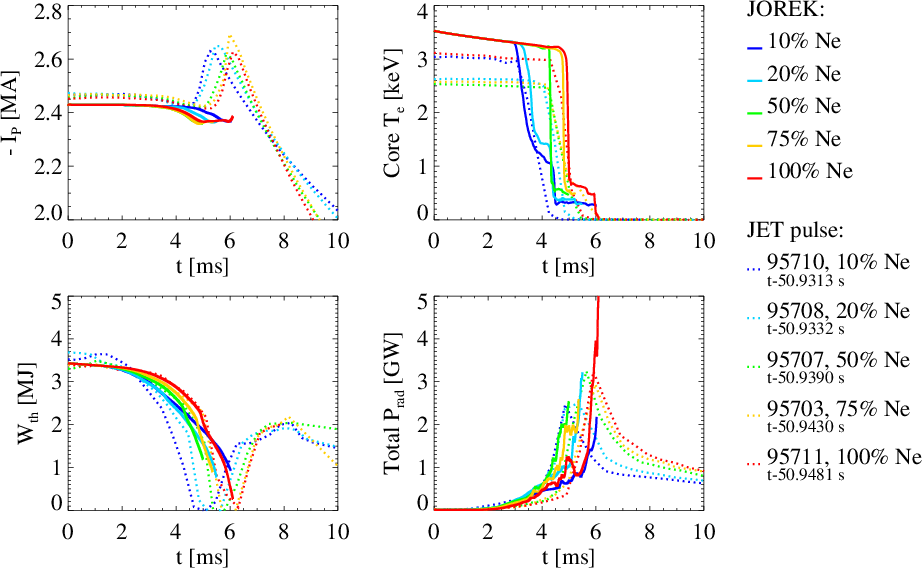 2.8
2.6
2.4
2.2
2.0
- I_P [MA]
0 2 4 6 8 10
t [ms]
4
3
2
1
0
Core T_e [keV]
0 2 4 6 8 10
t [ms]
5
4
3
2
1
0
W_th [MJ]
0 2 4 6 8 10
t [ms]
5
4
3
2
1
0
Total P_rad [GW]
0 2 4 6 8 10
t [ms]
JOREK:
10% Ne
20% Ne
50% Ne
75% Ne
100% Ne
JET pulse:
95710, 10% Ne
t-50.9313 s
95708, 20% Ne
t-50.9332 s
95707, 50% Ne
t-50.9390 s
95703, 75% Ne
t-50.9430 s
95711, 100% Ne
t-50.9481 s